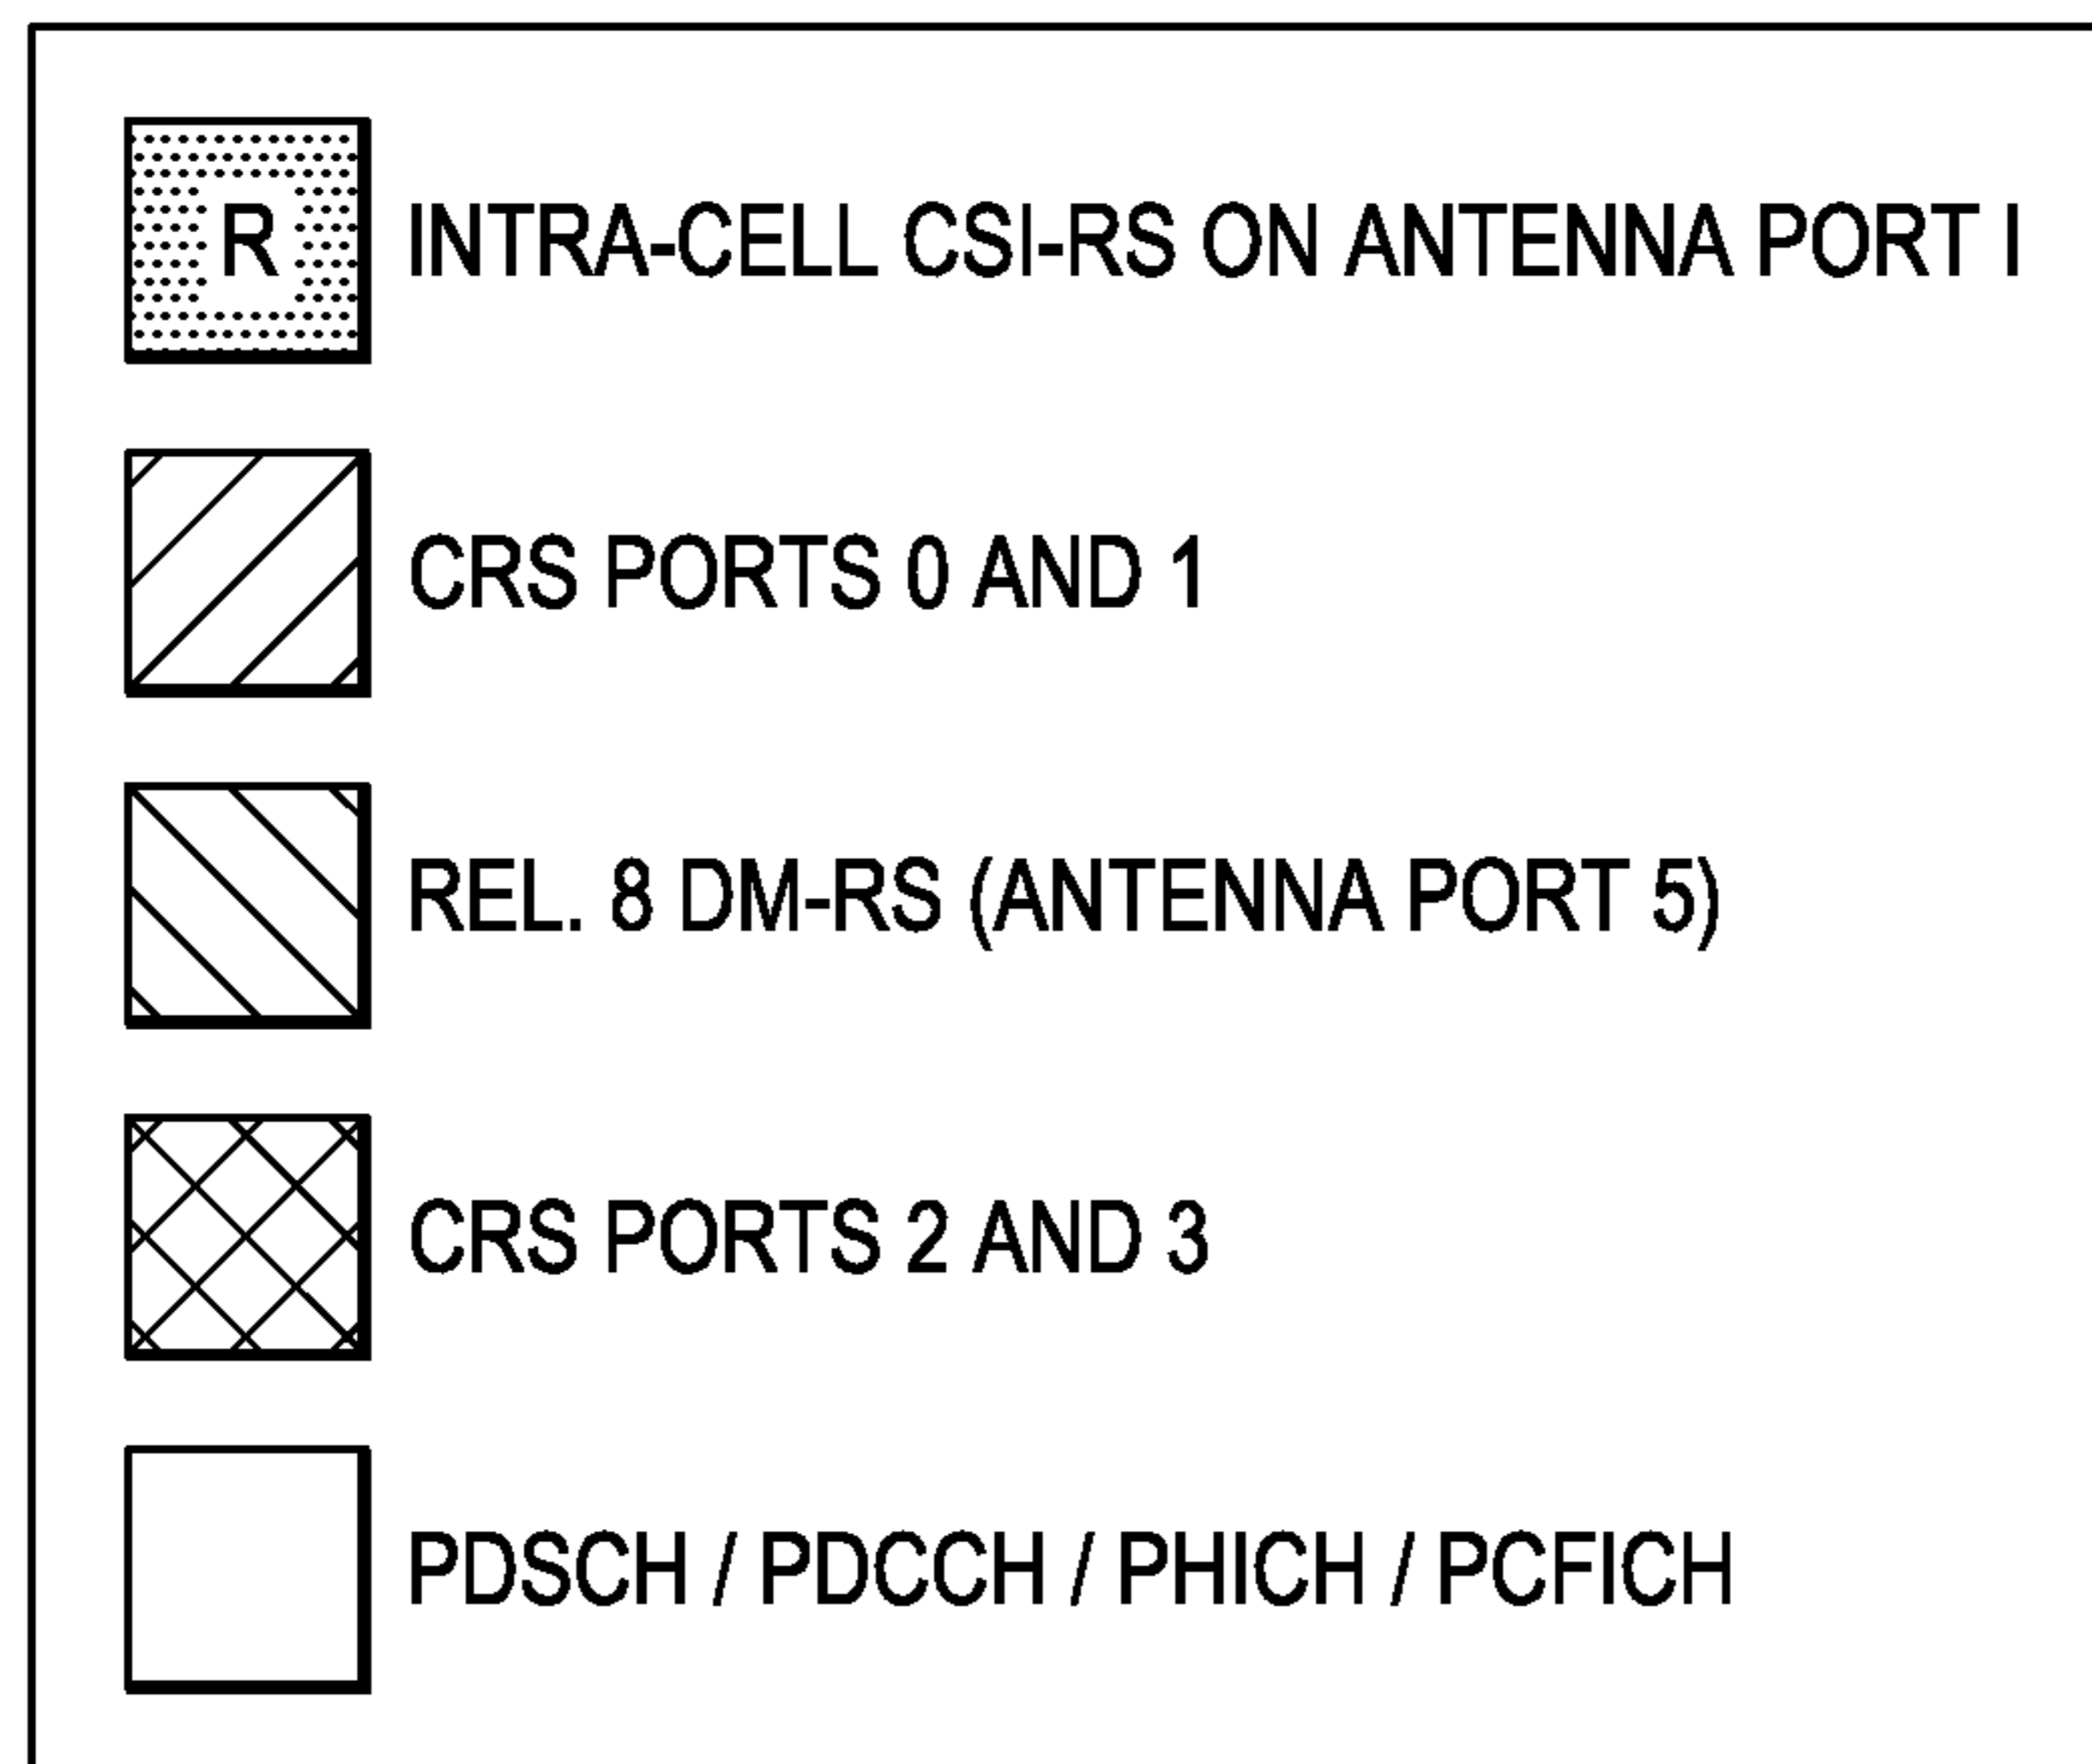 R INTRA-CELL CSI-RS ON ANTENNA PORT I
CRS PORTS 0 AND 1
REL. 8 DM-RS (ANTENNA PORT 5)
CRS PORTS 2 AND 3
PDSCH / PDCCH / PHICH / PCFICH